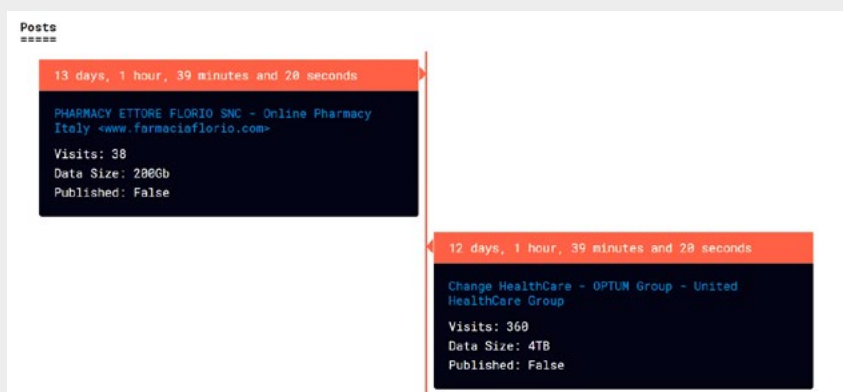 Posts
=====
13 days, 1 hour, 39 minutes and 20 seconds
PHARMACY ETTORE FLORIO SNC - Online Pharmacy
Italy <www.farmaciaflorio.com>
Visits: 38
Data Size: 200Gb
Published: False
12 days, 1 hour, 39 minutes and 20 seconds
Change HealthCare - OPTUM Group - United
HealthCare Group
Visits: 360
Data Size: 4TB
Published: False